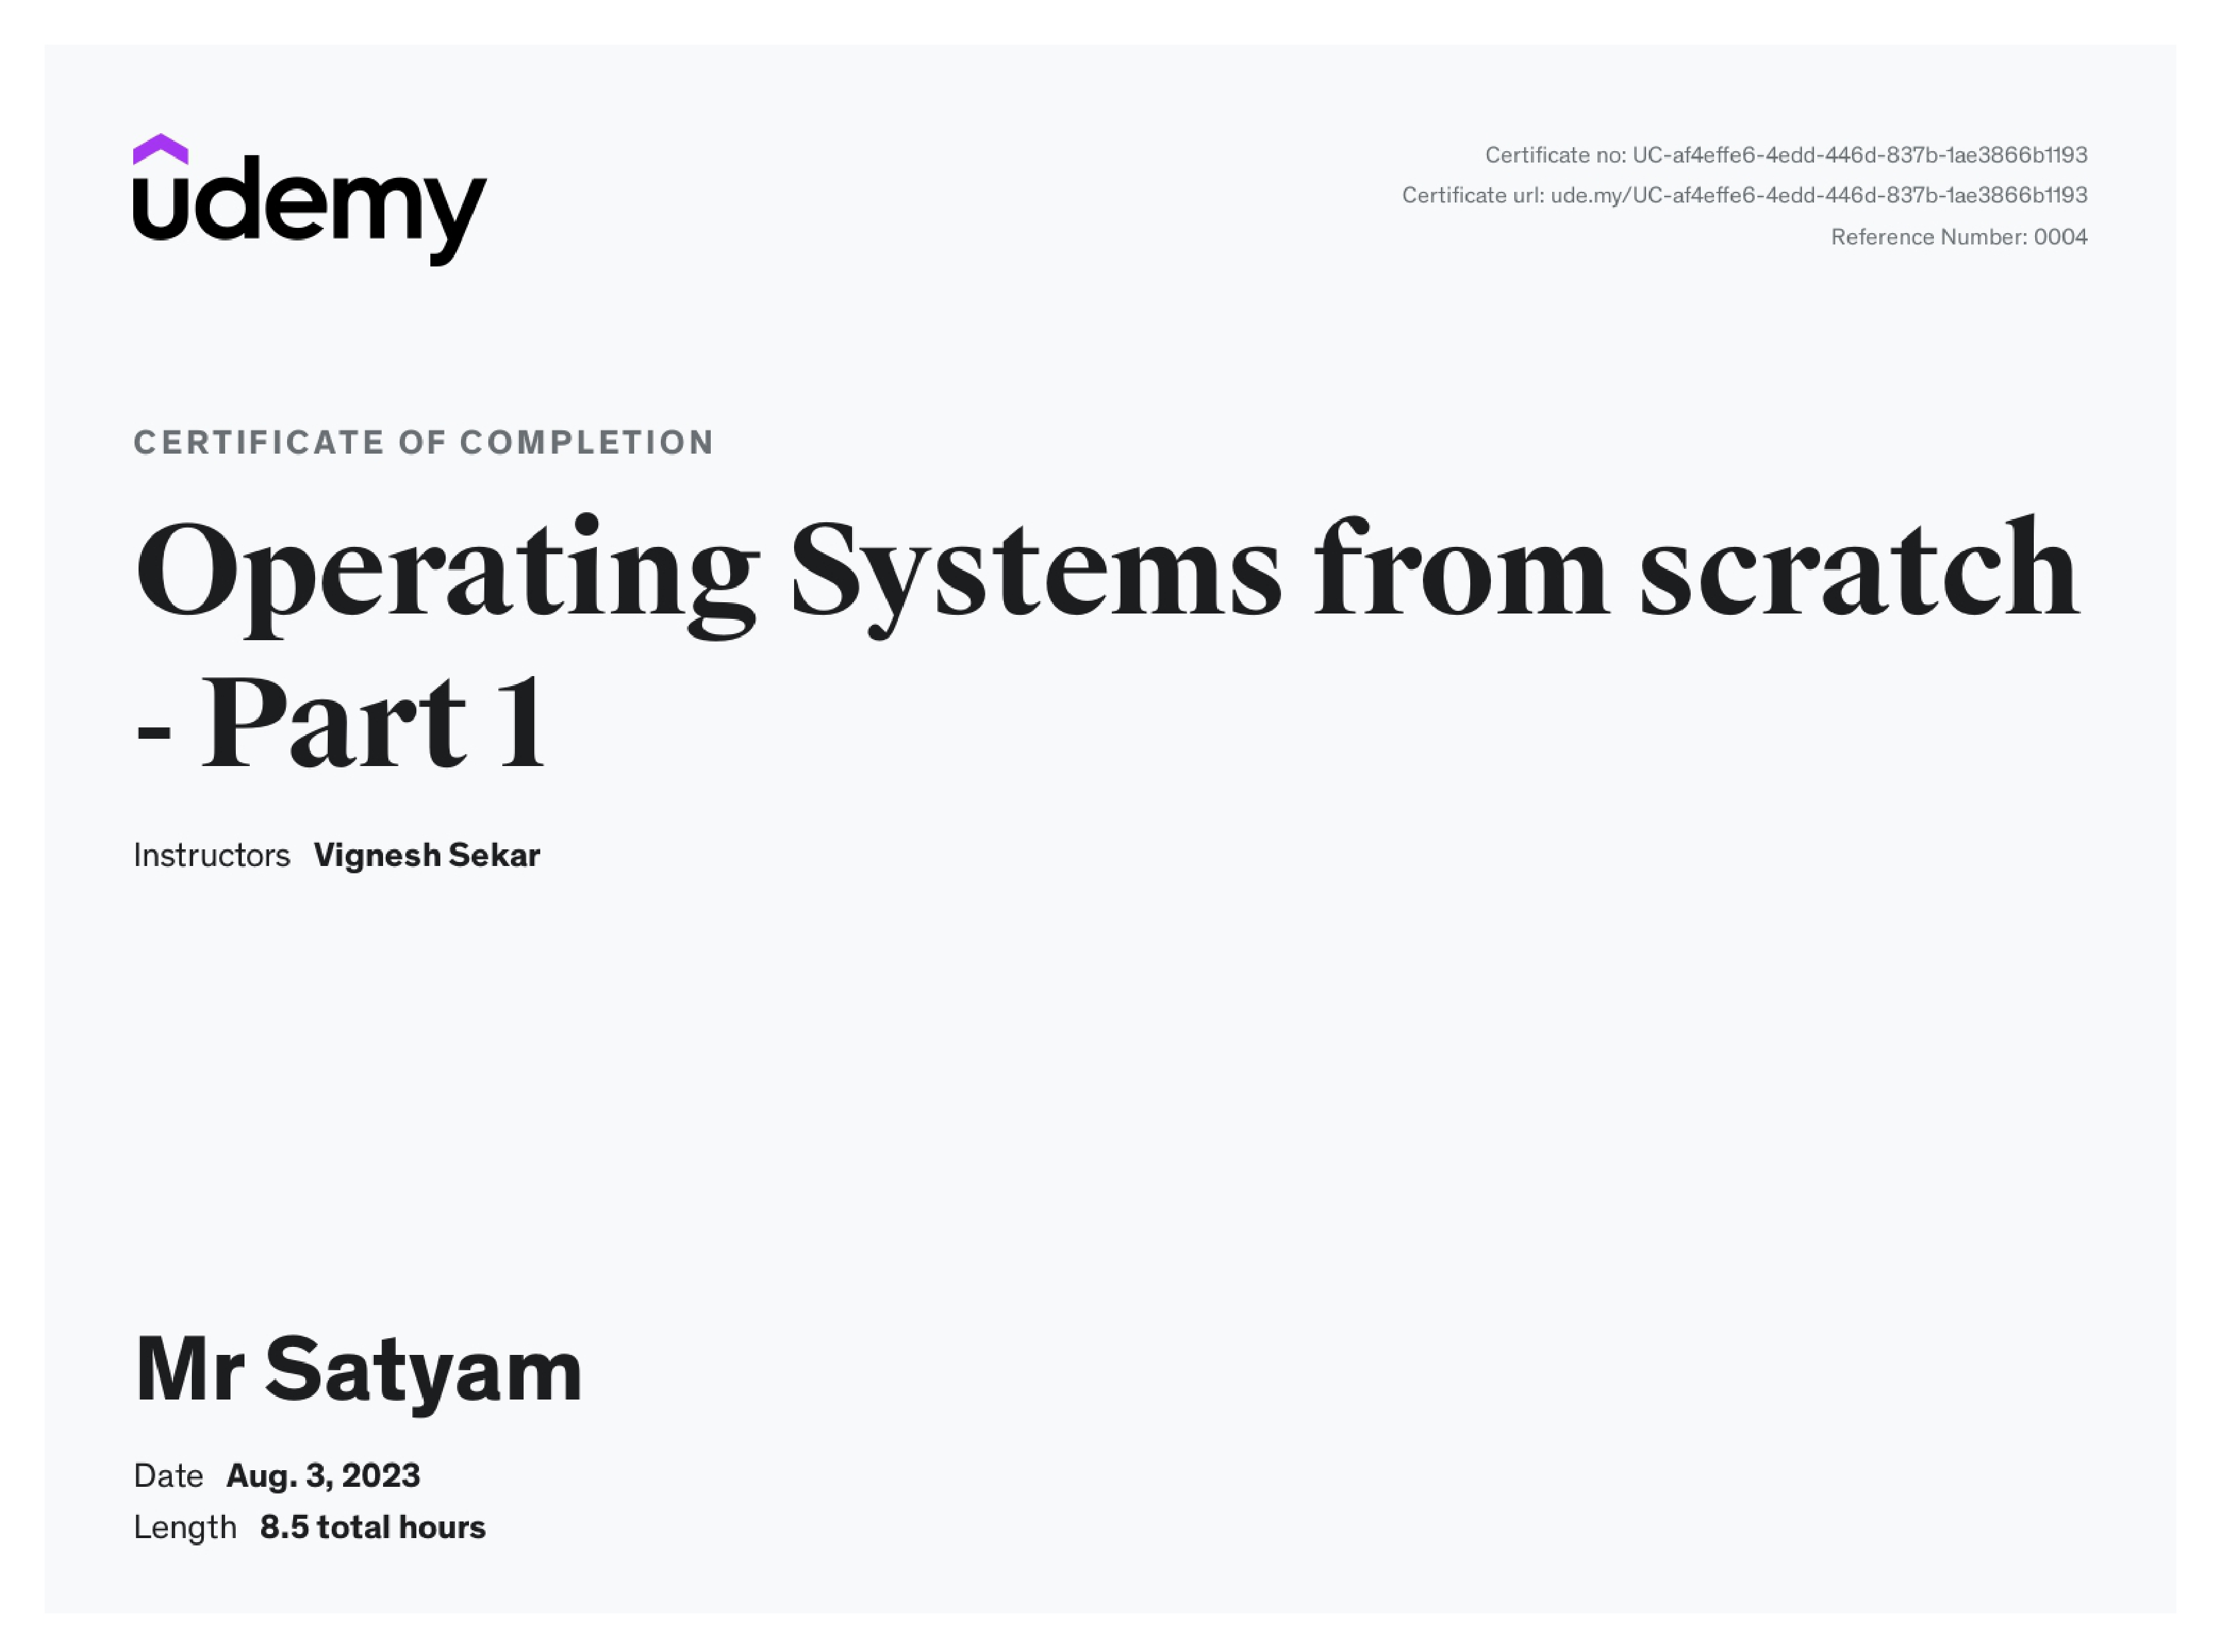 udemy
Certificate no: UC-af4effe6-4edd-446d-837b-1ae3866b1193
Certificate url: ude.my/UC-af4effe6-4edd-446d-837b-1ae3866b1193
Reference Number: 0004
CERTIFICATE OF COMPLETION
Operating Systems from scratch
- Part 1
Instructors Vignesh Sekar
Mr Satyam
Date Aug. 3, 2023
Length 8.5 total hours